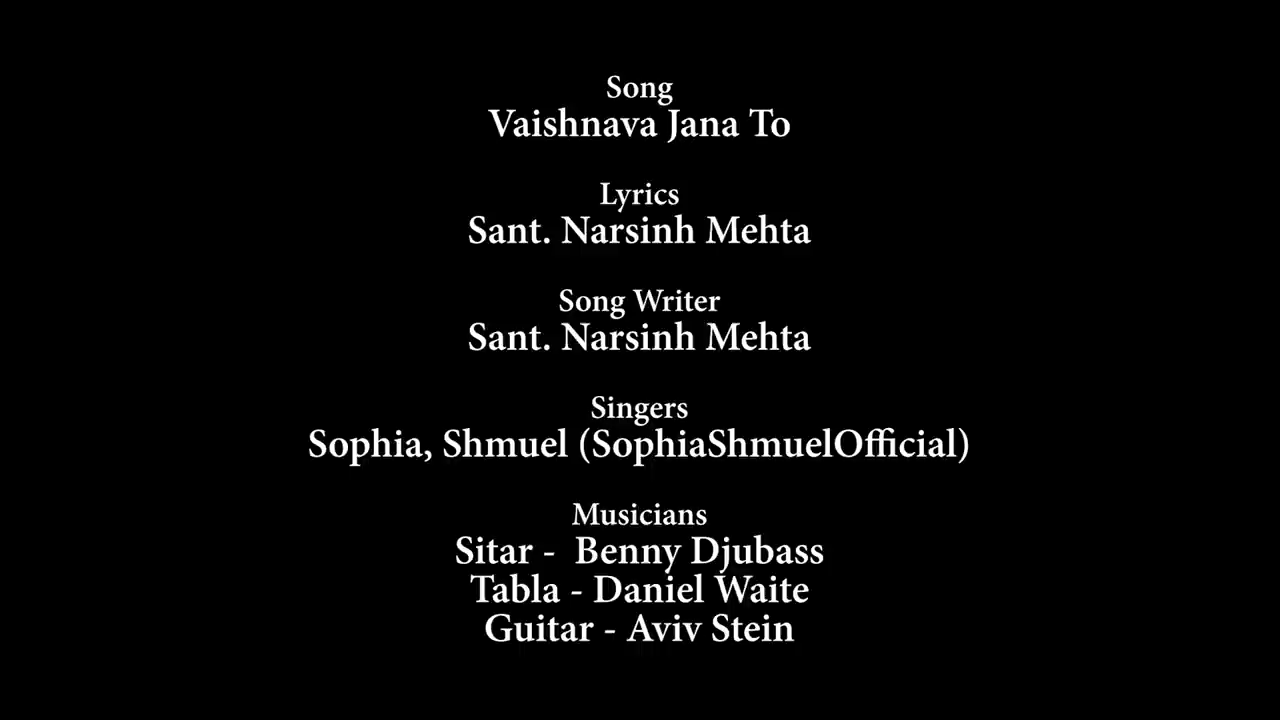 Song
Vaishnava Jana To
Lyrics
Sant. Narsinh Mehta
Song Writer
Sant. Narsinh Mehta
Singers
Sophia, Shmuel (SophiaShmuelOfficial)
Musicians
Sitar -  Benny Djubass
Tabla - Daniel Waite
Guitar - Aviv Stein